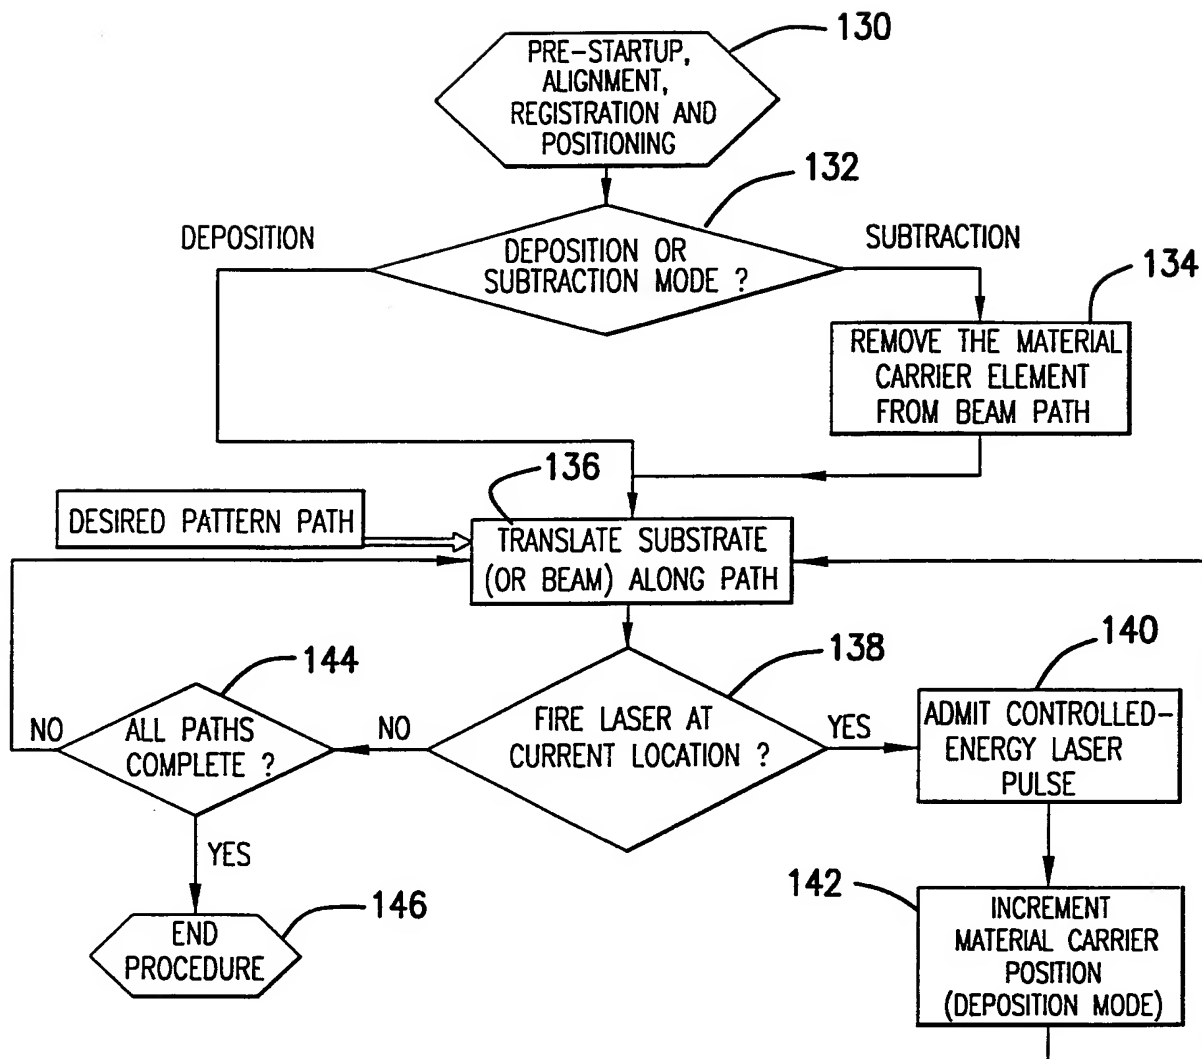 130
PRE-STARTUP,
ALIGNMENT,
REGISTRATION AND
POSITIONING
132
DEPOSITION
DEPOSITION OR
SUBTRACTION MODE ?
SUBTRACTION
134
REMOVE THE MATERIAL
CARRIER ELEMENT
FROM BEAM PATH
136
DESIRED PATTERN PATH
TRANSLATE SUBSTRATE
(OR BEAM) ALONG PATH
144
138
140
NO
ALL PATHS
COMPLETE ?
NO
FIRE LASER AT
CURRENT LOCATION ?
YES
ADMIT CONTROLLED-
ENERGY LASER
PULSE
YES
142
146
END
PROCEDURE
INCREMENT
MATERIAL CARRIER
POSITION
(DEPOSITION MODE)